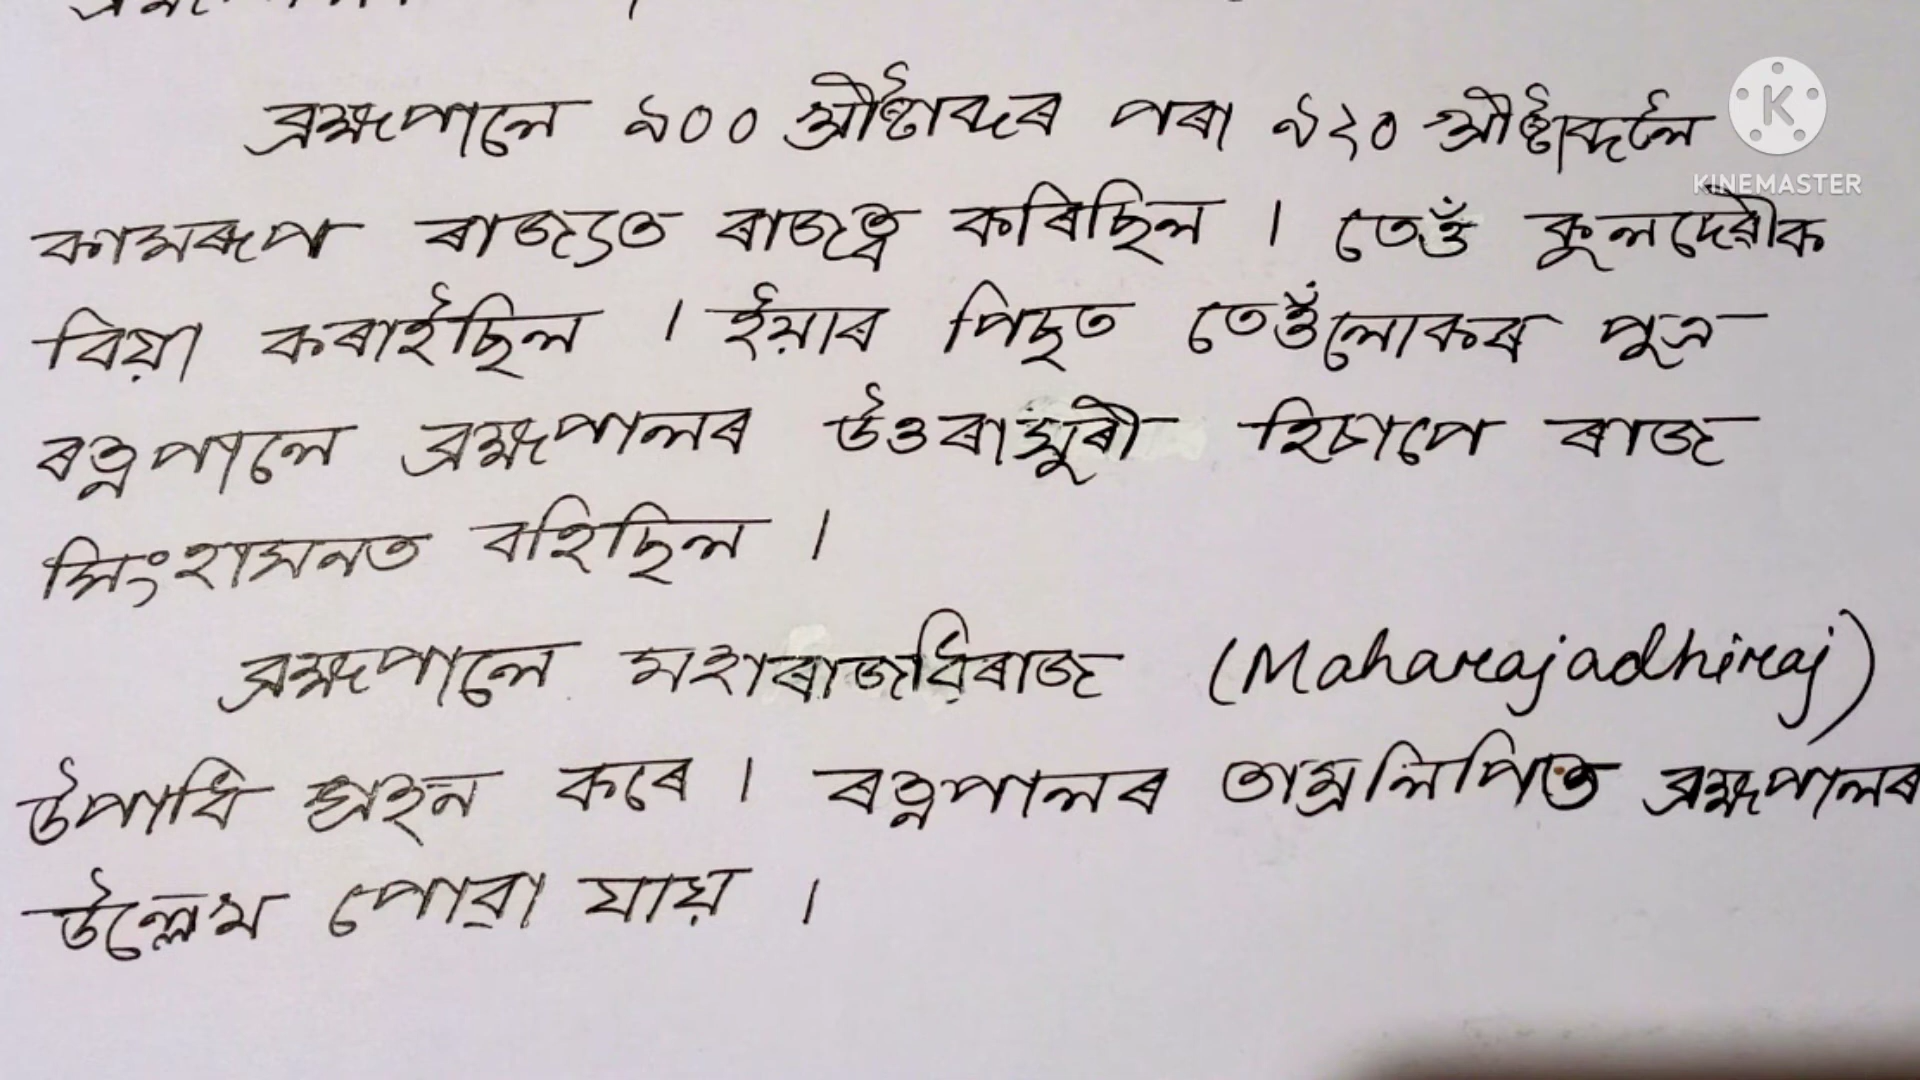 ব্ৰহ্মপালে ৯০০ খ্ৰীষ্টাব্দৰ পৰা ৯২০ খ্ৰীষ্টাব্দলৈ
কামৰূপ ৰাজ্যত ৰাজত্ব কৰিছিল । তেওঁ কুলদেৱীক
বিয়া কৰাইছিল । ইয়াৰ পিছত তেওঁলোকৰ পুত্ৰ
ৰত্নপালে ব্ৰহ্মপালৰ উত্তৰাসুৰী হিচাপে ৰাজ
সিংহাসনত বহিছিল ।
ব্ৰহ্মপালে মহাৰাজধিৰাজ (Maharajadhiraj)
উপাধি গ্ৰহন কৰে । ৰত্নপালৰ তাম্ৰলিপিত ব্ৰহ্মপালৰ
উল্লেখ পোৱা যায় ।
KINEMASTER